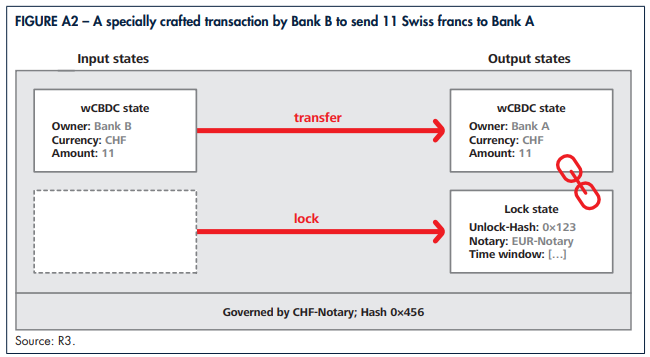 FIGURE A2 – A specially crafted transaction by Bank B to send 11 Swiss francs to Bank A
Input states
Output states
wCBDC state
Owner: Bank B
Currency: CHF
Amount: 11
transfer
wCBDC state
Owner: Bank A
Currency: CHF
Amount: 11
lock
Lock state
Unlock-Hash: 0×123
Notary: EUR-Notary
Time window: [...]
Governed by CHF-Notary; Hash 0×456
Source: R3.